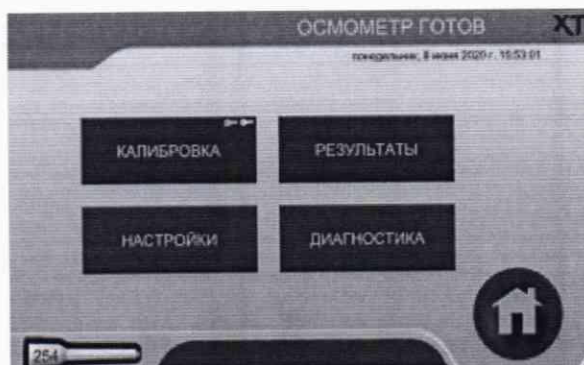 ОСМОМЕТР ГОТОВ XT
понедельник, 8 июня 2020 г. 15:53:01
КАЛИБРОВКА РЕЗУЛЬТАТЫ
НАСТРОЙКИ ДИАГНОСТИКА
254